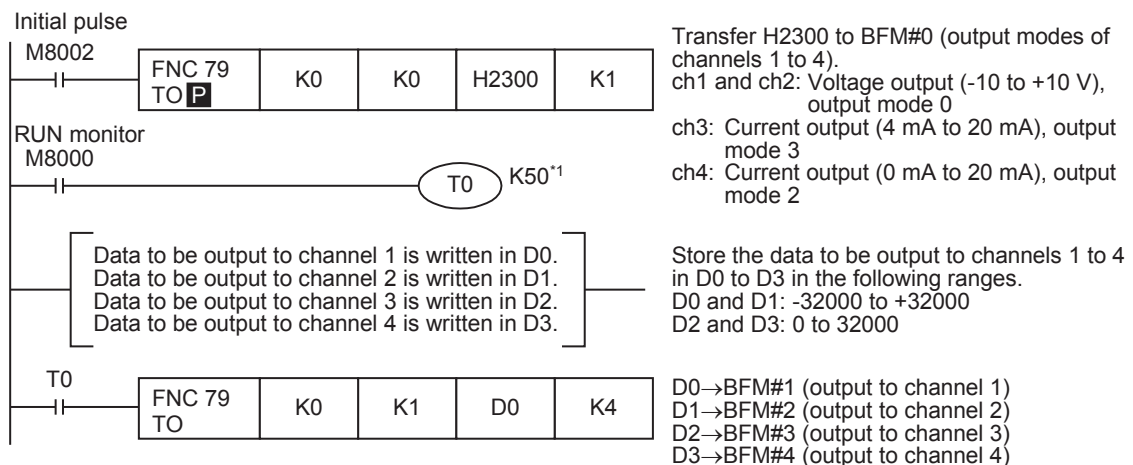 Initial pulse
M8002
FNC 79
TO P
K0
K0
H2300
K1
Transfer H2300 to BFM#0 (output modes of
channels 1 to 4).
ch1 and ch2: Voltage output (-10 to +10 V),
output mode 0
ch3: Current output (4 mA to 20 mA), output
mode 3
ch4: Current output (0 mA to 20 mA), output
mode 2
RUN monitor
M8000
T0
K50*1
Data to be output to channel 1 is written in D0.
Data to be output to channel 2 is written in D1.
Data to be output to channel 3 is written in D2.
Data to be output to channel 4 is written in D3.
Store the data to be output to channels 1 to 4
in D0 to D3 in the following ranges.
D0 and D1: -32000 to +32000
D2 and D3: 0 to 32000
T0
FNC 79
TO
K0
K1
D0
K4
D0→BFM#1 (output to channel 1)
D1→BFM#2 (output to channel 2)
D2→BFM#3 (output to channel 3)
D3→BFM#4 (output to channel 4)